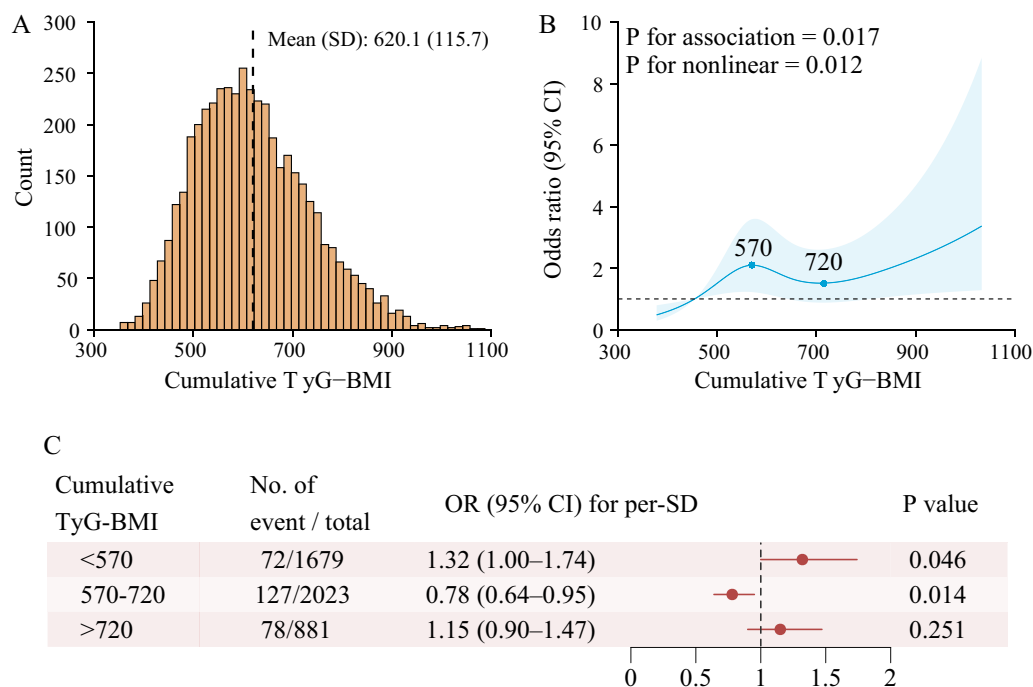 A
Mean (SD): 620.1 (115.7)
Count
300
250
200
150
100
50
0
300 500 700 900 1100
Cumulative T yG−BMI
B
P for association = 0.017
P for nonlinear = 0.012
Odds ratio (95% CI)
10
8
6
4
2
0
570
720
300 500 700 900 1100
Cumulative T yG−BMI
C
Cumulative TyG-BMI No. of event / total OR (95% CI) for per-SD P value
<570 72/1679 1.32 (1.00–1.74) 0.046
570-720 127/2023 0.78 (0.64–0.95) 0.014
>720 78/881 1.15 (0.90–1.47) 0.251
0 0.5 1 1.5 2